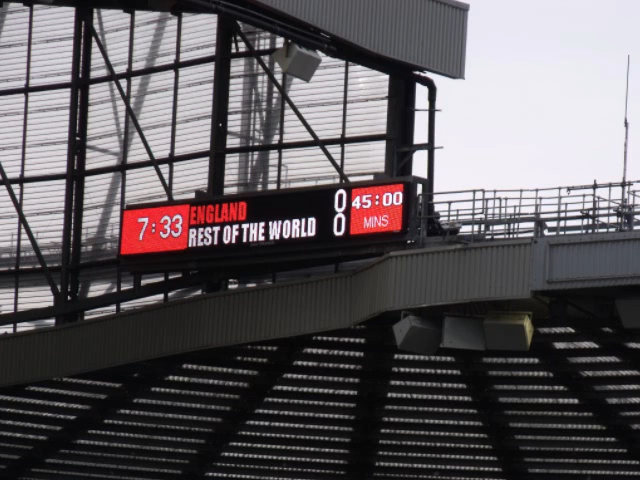 7:33
ENGLAND 0
REST OF THE WORLD 0
45:00
MINS